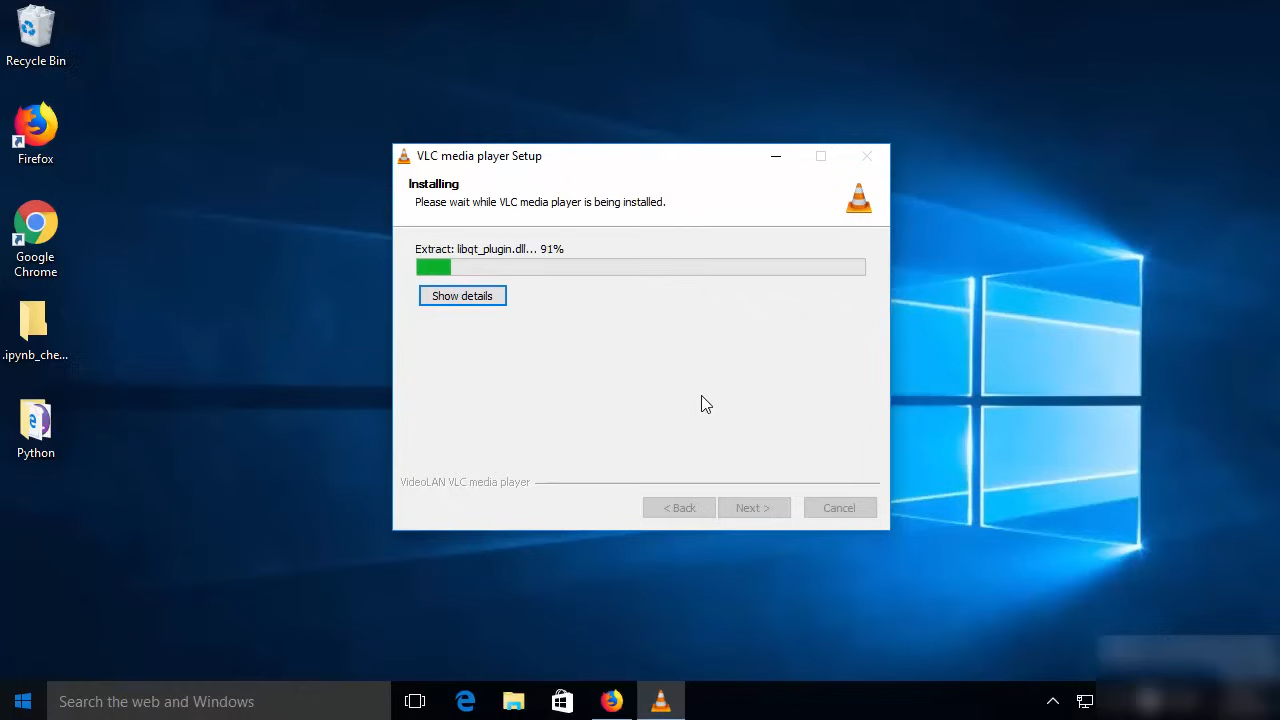 Recycle Bin
Firefox
Google
Chrome
.ipynb_che...
Python
VLC media player Setup
Installing
Please wait while VLC media player is being installed.
Extract: libqt_plugin.dll... 91%
Show details
VideoLAN VLC media player
< Back
Next >
Cancel
Search the web and Windows